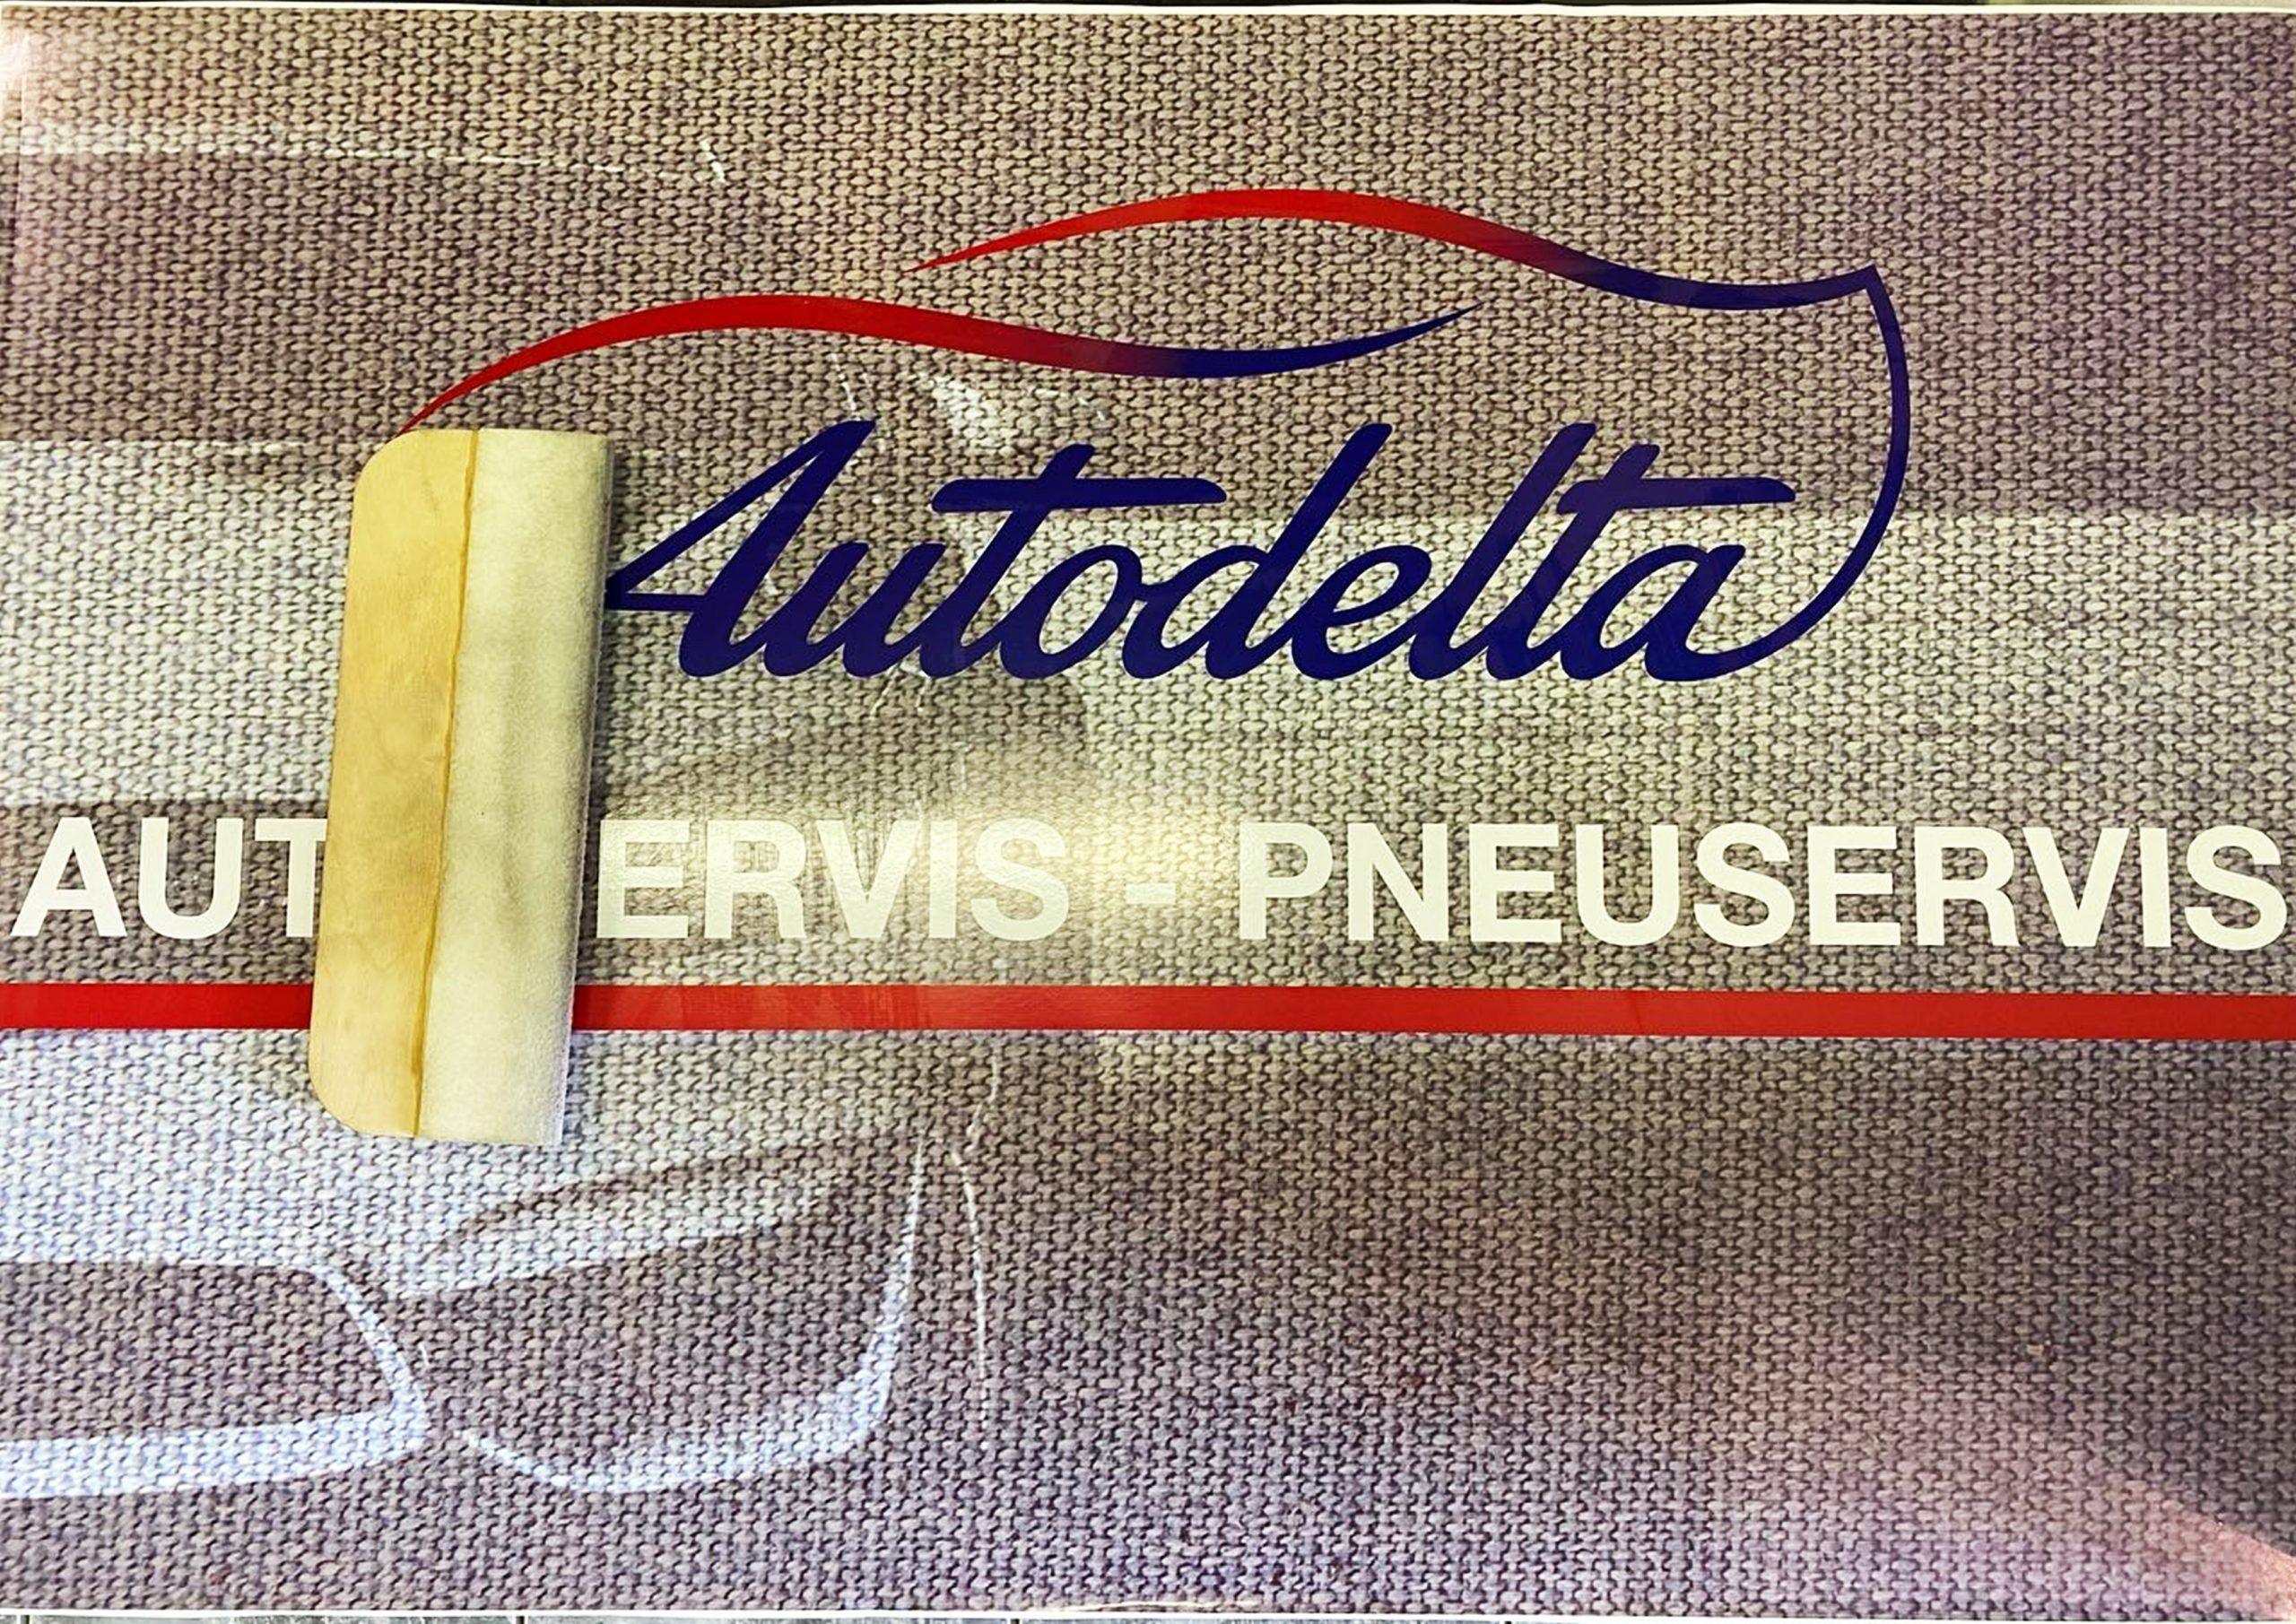 Autodelta
AUT ERVIS - PNEUSERVIS